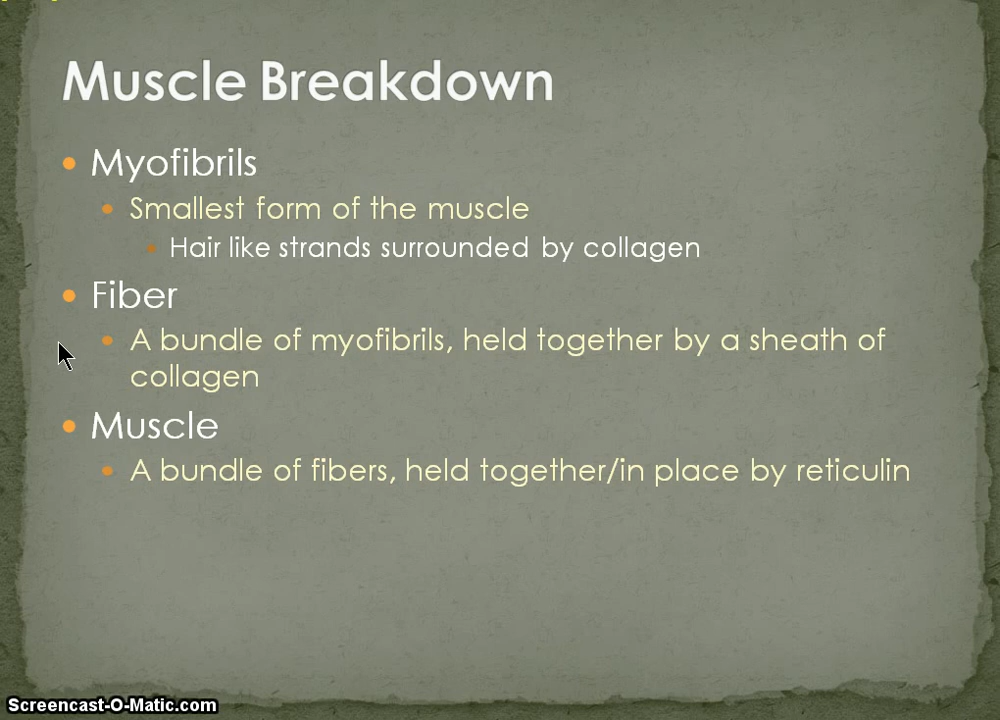 Muscle Breakdown
Myofibrils
Smallest form of the muscle
Hair like strands surrounded by collagen
Fiber
A bundle of myofibrils, held together by a sheath of
collagen
Muscle
A bundle of fibers, held together/in place by reticulin
Screencast-O-Matic.com